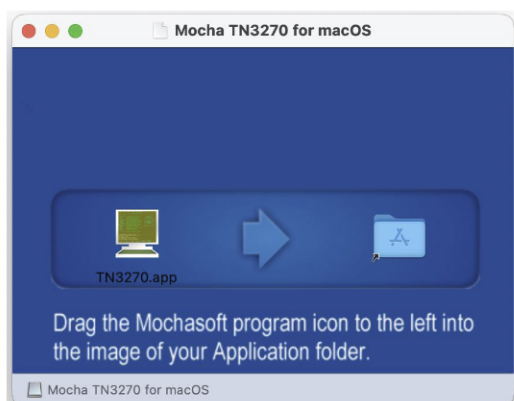 Mocha TN3270 for macOS
TN3270.app
Drag the Mochasoft program icon to the left into
the image of your Application folder.
Mocha TN3270 for macOS